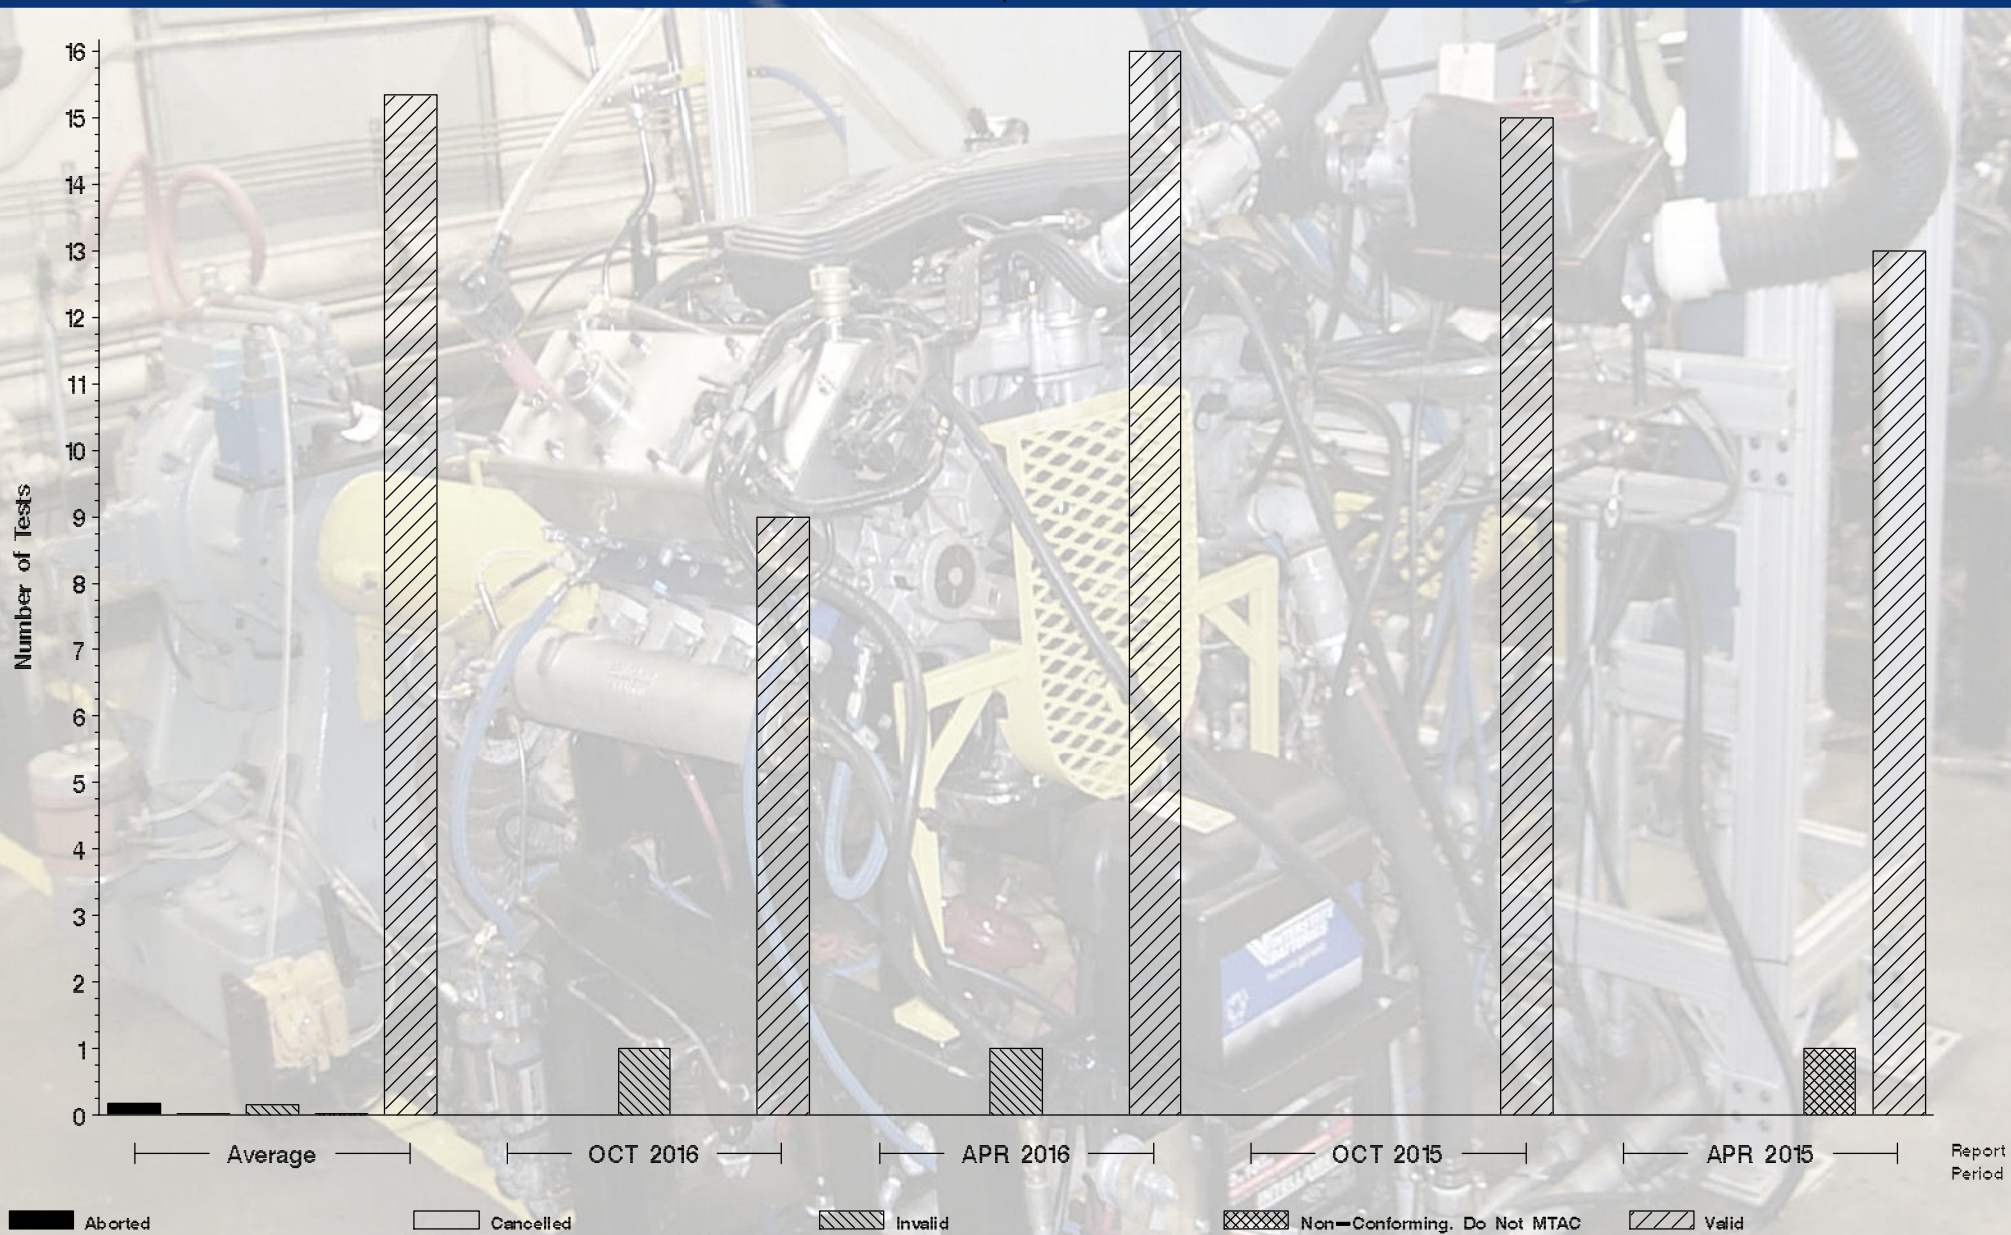 16
15
14
13
12
11
10
9
8
7
6
5
4
3
2
1
0
Number of Tests
Average
OCT 2016
APR 2016
OCT 2015
APR 2015
Report
Period
Aborted
Cancelled
Invalid
Non-Conforming. Do Not MTAC
Valid
INTERSTATE
BATTERIES